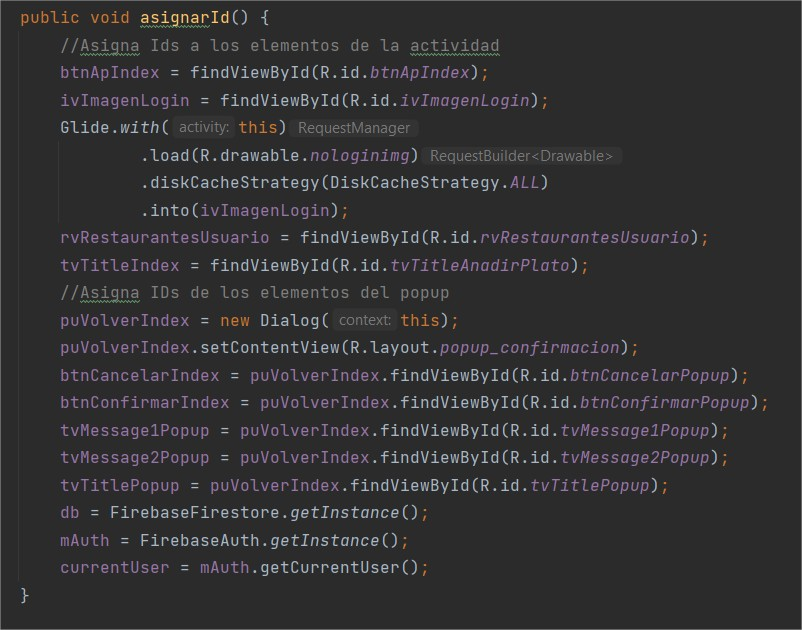 public void asignarId() {
//Asigna Ids a los elementos de la actividad
btnApIndex = findViewById(R.id.btnApIndex);
ivImagenLogin = findViewById(R.id.ivImagenLogin);
Glide.with( activity: this) RequestManager
.load(R.drawable.nologinimg) RequestBuilder<Drawable>
.diskCacheStrategy(DiskCacheStrategy.ALL)
.into(ivImagenLogin);
rvRestaurantesUsuario = findViewById(R.id.rvRestaurantesUsuario);
tvTitleIndex = findViewById(R.id.tvTitleAnadirPlato);
//Asigna IDs de los elementos del popup
puVolverIndex = new Dialog( context: this);
puVolverIndex.setContentView(R.layout.popup_confirmacion);
btnCancelarIndex = puVolverIndex.findViewById(R.id.btnCancelarPopup);
btnConfirmarIndex = puVolverIndex.findViewById(R.id.btnConfirmarPopup);
tvMessage1Popup = puVolverIndex.findViewById(R.id.tvMessage1Popup);
tvMessage2Popup = puVolverIndex.findViewById(R.id.tvMessage2Popup);
tvTitlePopup = puVolverIndex.findViewById(R.id.tvTitlePopup);
db = FirebaseFirestore.getInstance();
mAuth = FirebaseAuth.getInstance();
currentUser = mAuth.getCurrentUser();
}